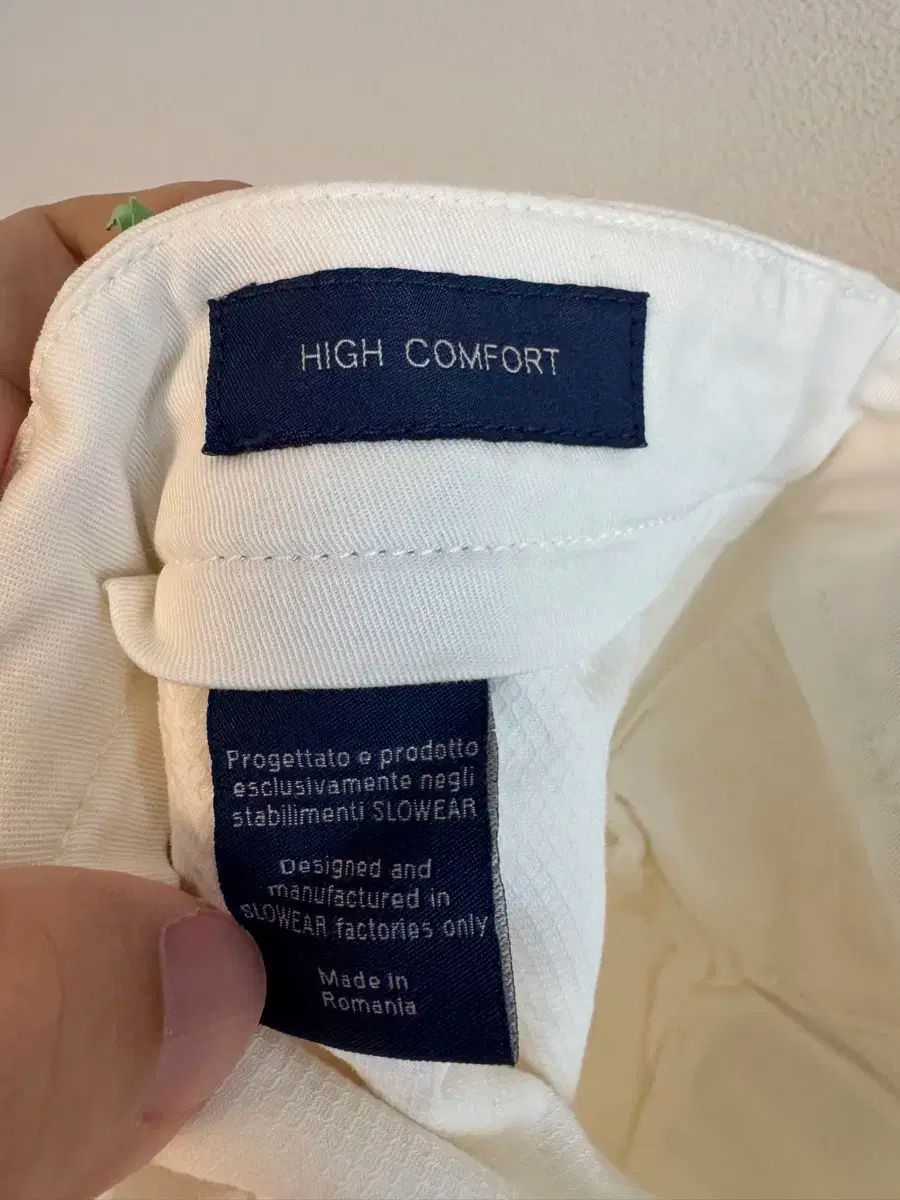 HIGH COMFORT
Progettato e prodotto
esclusivamente negli
stabilimenti SLOWEAR
Designed and
manufactured in
SLOWEAR factories only
Made in
Romania